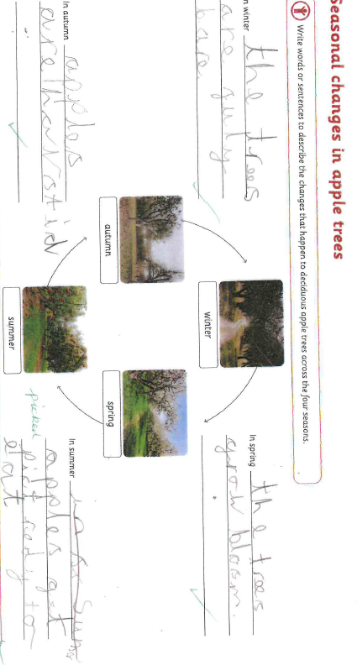 Seasonal changes in apple trees
Write words or sentences to describe the changes that happen to deciduous apple trees across the four seasons.
In winter the trees
are
bare
winter
In spring the trees
grow bloom.
autumn
spring
summer
In autumn apples
are harvistid
In summer
apples get
picked
pict redy to
eat